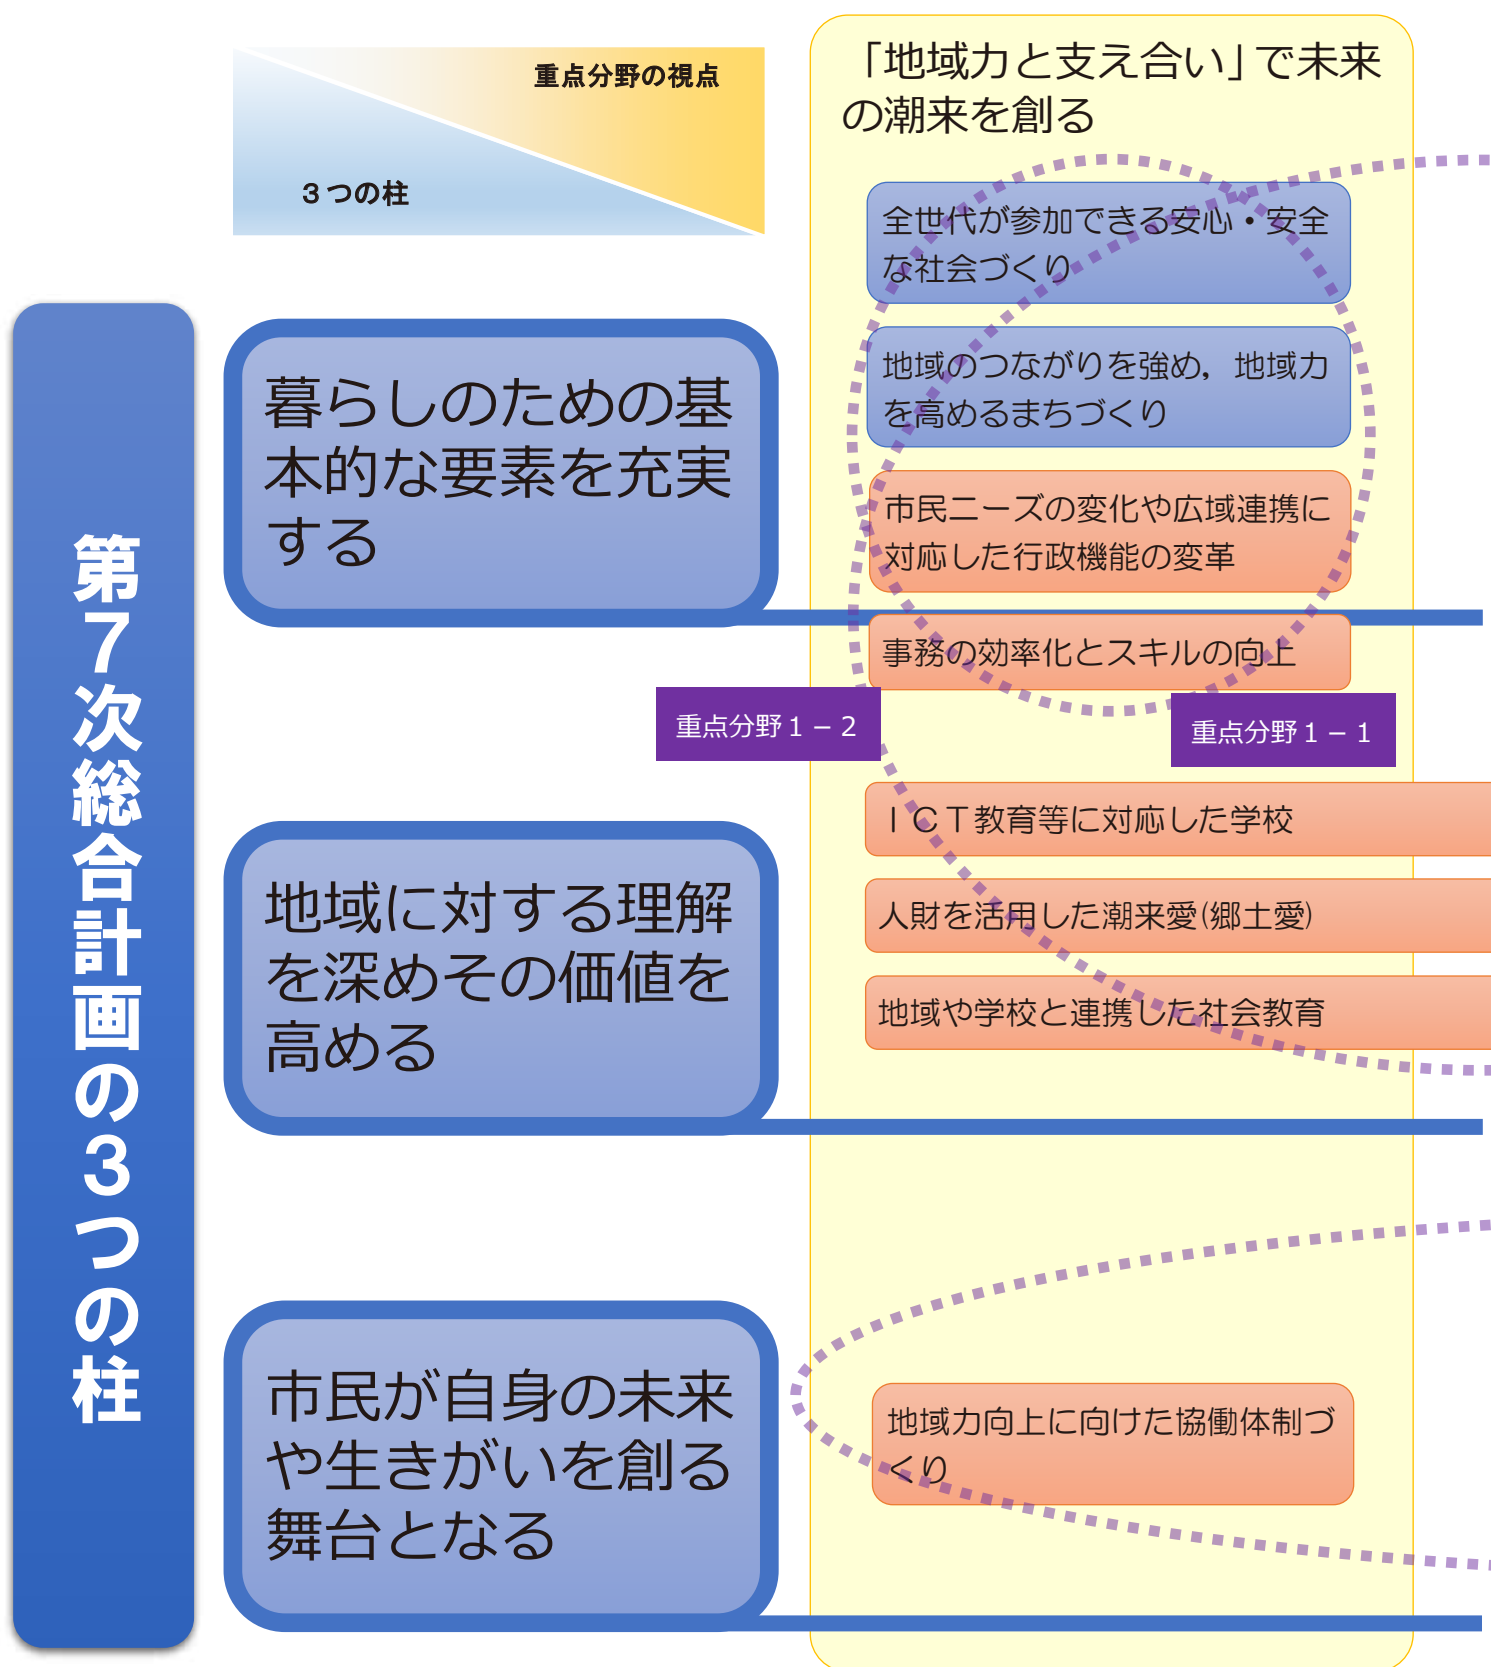 重点分野の視点
３つの柱
「地域力と支え合い」で未来
の潮来を創る
第７次総合計画の３つの柱
暮らしのための基
本的な要素を充実
する
全世代が参加できる安心・安全
な社会づくり
地域のつながりを強め，地域力
を高めるまちづくり
市民ニーズの変化や広域連携に
対応した行政機能の変革
事務の効率化とスキルの向上
重点分野１－２
重点分野１－１
地域に対する理解
を深めその価値を
高める
ＩＣＴ教育等に対応した学校
人財を活用した潮来愛(郷土愛)
地域や学校と連携した社会教育
市民が自身の未来
や生きがいを創る
舞台となる
地域力向上に向けた協働体制づ
くり